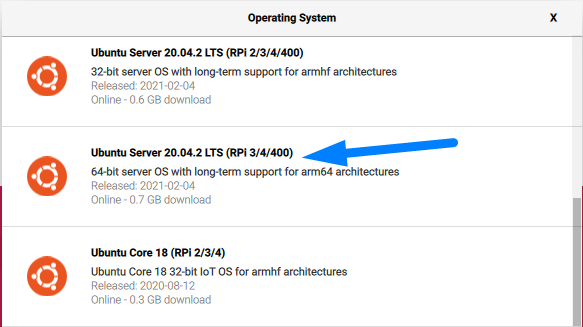 Operating System X
Ubuntu Server 20.04.2 LTS (RPi 2/3/4/400)
32-bit server OS with long-term support for armhf architectures
Released: 2021-02-04
Online - 0.6 GB download
Ubuntu Server 20.04.2 LTS (RPi 3/4/400)
64-bit server OS with long-term support for arm64 architectures
Released: 2021-02-04
Online - 0.7 GB download
Ubuntu Core 18 (RPi 2/3/4)
Ubuntu Core 18 32-bit IoT OS for armhf architectures
Released: 2020-08-12
Online - 0.3 GB download